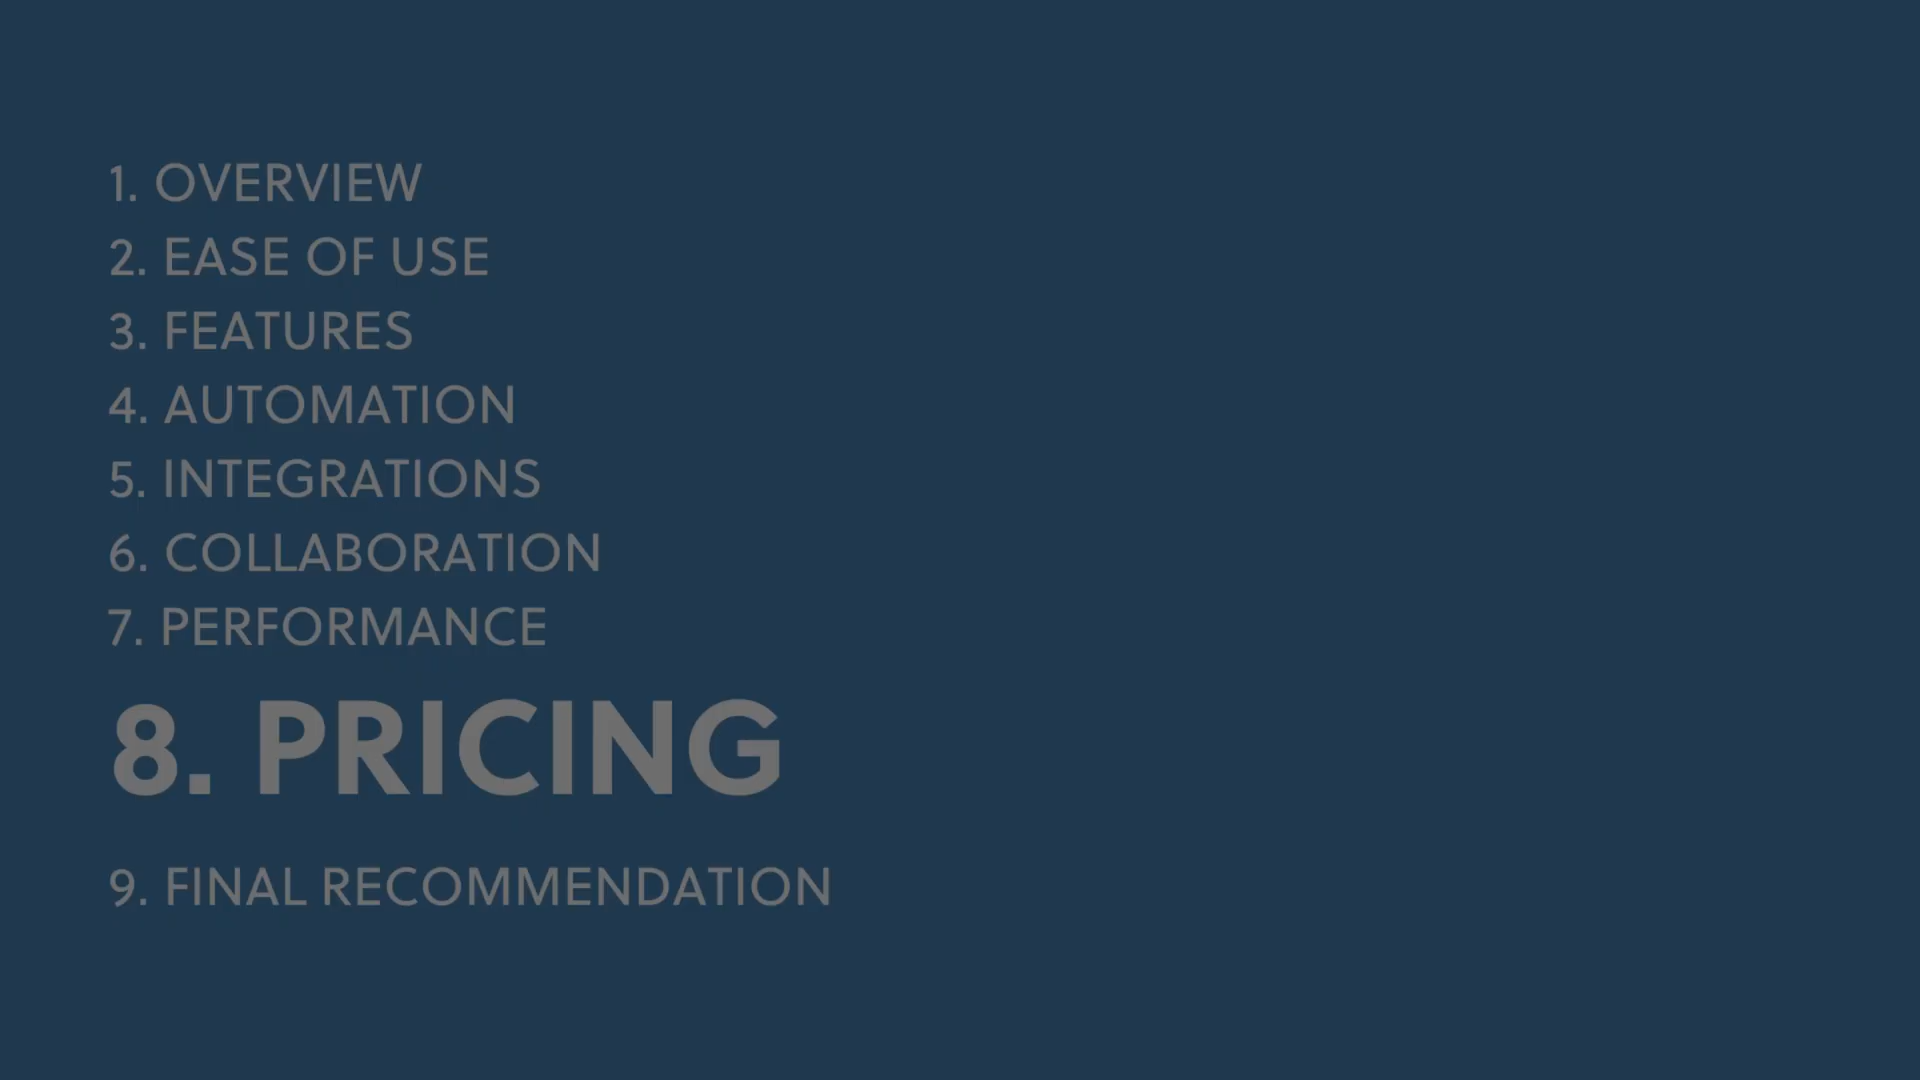 1. OVERVIEW
2. EASE OF USE
3. FEATURES
4. AUTOMATION
5. INTEGRATIONS
6. COLLABORATION
7. PERFORMANCE
8. PRICING
9. FINAL RECOMMENDATION